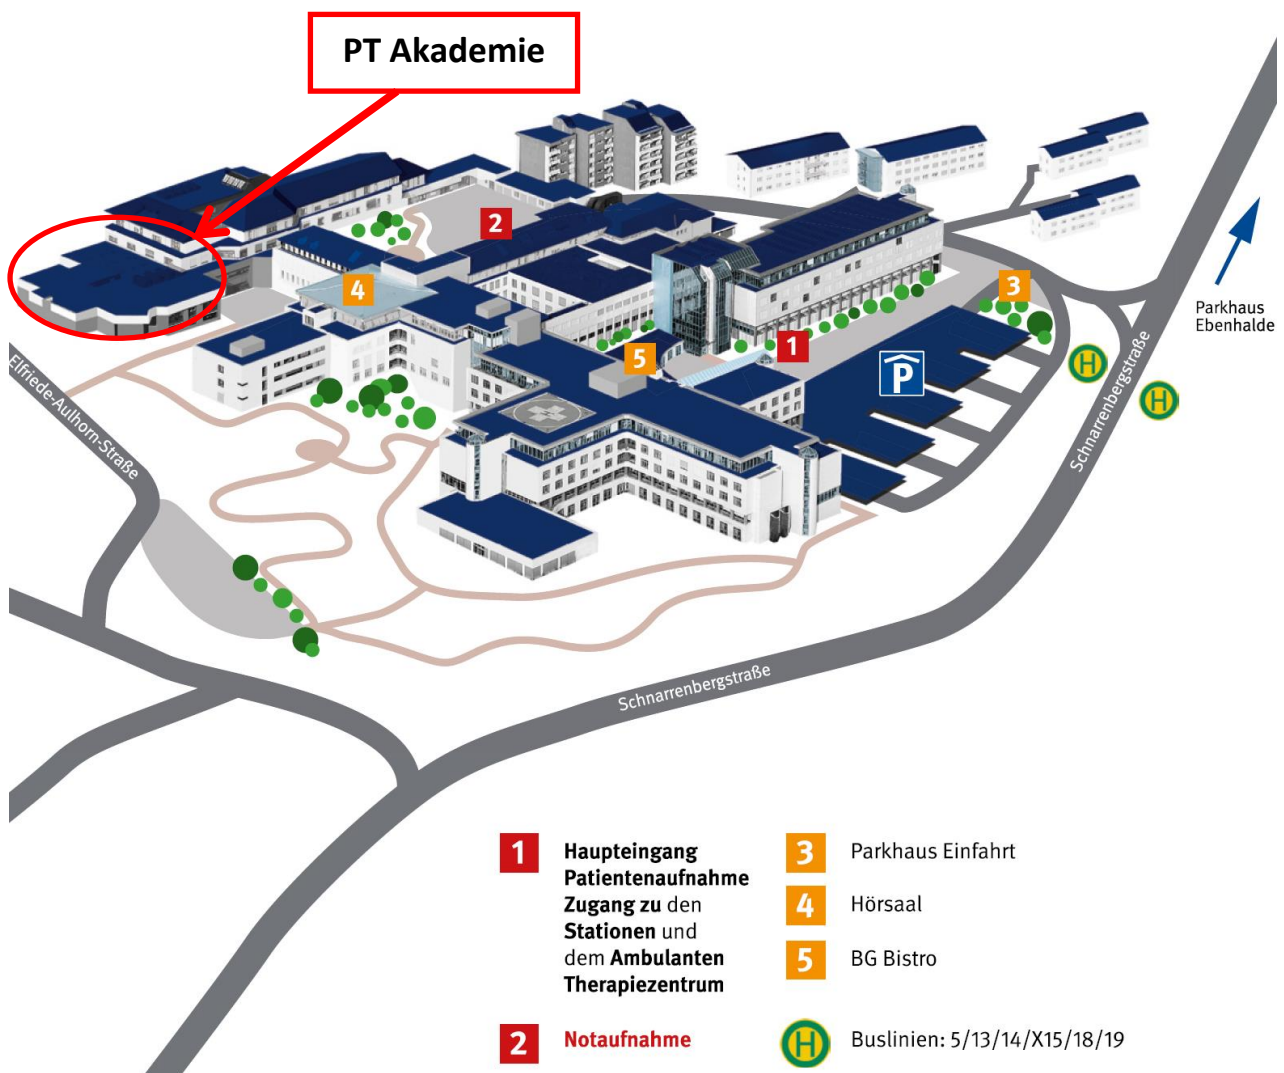 PT Akademie
2
4
3
5
1
P
H
H
Parkhaus
Ebenhalde
Elfriede-Aulhorn-Straße
Schnarrenbergstraße
Schnarrenbergstraße
1 Haupteingang
Patientenaufnahme
Zugang zu den
Stationen und
dem Ambulanten
Therapiezentrum
2 Notaufnahme
3 Parkhaus Einfahrt
4 Hörsaal
5 BG Bistro
H Buslinien: 5/13/14/X15/18/19